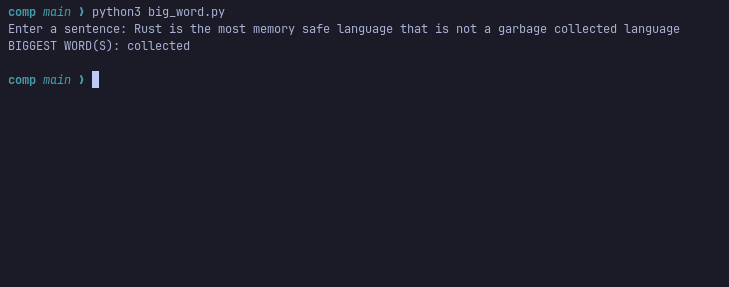 comp main ❯ python3 big_word.py
Enter a sentence: Rust is the most memory safe language that is not a garbage collected language
BIGGEST WORD(S): collected
comp main ❯